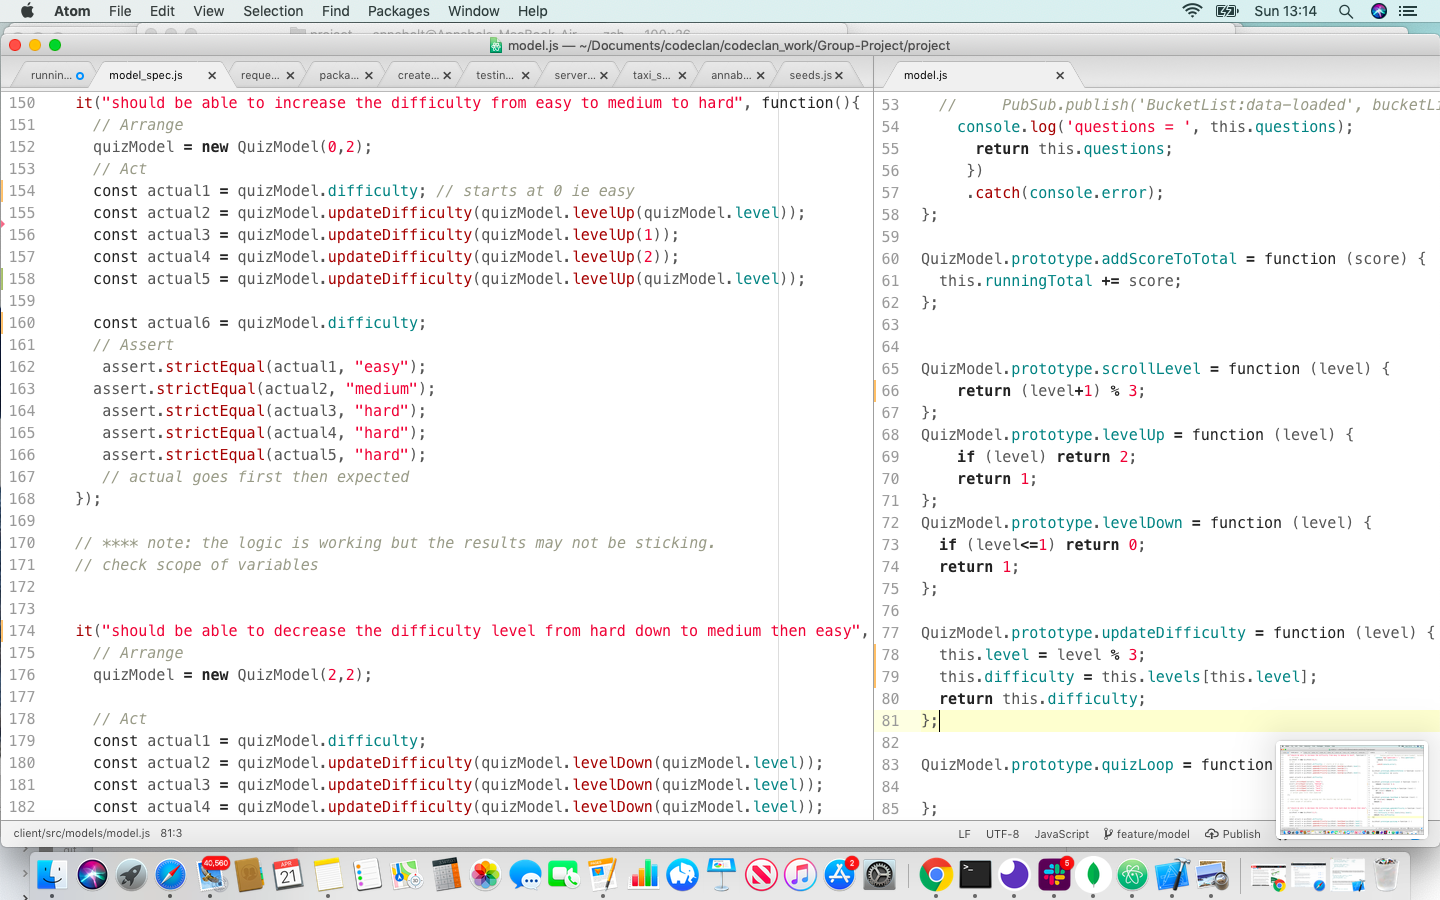 Atom File Edit View Selection Find Packages Window Help Sun 13:14
model.js — ~/Documents/codeclan/codeclan_work/Group-Project/project
runnin... model_spec.js reque... packa... create... testin... server... taxi_s... annab... seeds.js model.js
150 it("should be able to increase the difficulty from easy to medium to hard", function(){
151 // Arrange
152 quizModel = new QuizModel(0,2);
153 // Act
154 const actual1 = quizModel.difficulty; // starts at 0 ie easy
155 const actual2 = quizModel.updateDifficulty(quizModel.levelUp(quizModel.level));
156 const actual3 = quizModel.updateDifficulty(quizModel.levelUp(1));
157 const actual4 = quizModel.updateDifficulty(quizModel.levelUp(2));
158 const actual5 = quizModel.updateDifficulty(quizModel.levelUp(quizModel.level));
159
160 const actual6 = quizModel.difficulty;
161 // Assert
162 assert.strictEqual(actual1, "easy");
163 assert.strictEqual(actual2, "medium");
164 assert.strictEqual(actual3, "hard");
165 assert.strictEqual(actual4, "hard");
166 assert.strictEqual(actual5, "hard");
167 // actual goes first then expected
168 });
169
170 // **** note: the logic is working but the results may not be sticking.
171 // check scope of variables
172
173
174 it("should be able to decrease the difficulty level from hard down to medium then easy",
175 // Arrange
176 quizModel = new QuizModel(2,2);
177
178 // Act
179 const actual1 = quizModel.difficulty;
180 const actual2 = quizModel.updateDifficulty(quizModel.levelDown(quizModel.level));
181 const actual3 = quizModel.updateDifficulty(quizModel.levelDown(quizModel.level));
182 const actual4 = quizModel.updateDifficulty(quizModel.levelDown(quizModel.level));
53 // PubSub.publish('BucketList:data-loaded', bucketLi
54 console.log('questions = ', this.questions);
55 return this.questions;
56 })
57 .catch(console.error);
58 };
59
60 QuizModel.prototype.addScoreToTotal = function (score) {
61 this.runningTotal += score;
62 };
63
64
65 QuizModel.prototype.scrollLevel = function (level) {
66 return (level+1) % 3;
67 };
68 QuizModel.prototype.levelUp = function (level) {
69 if (level) return 2;
70 return 1;
71 };
72 QuizModel.prototype.levelDown = function (level) {
73 if (level<=1) return 0;
74 return 1;
75 };
76
77 QuizModel.prototype.updateDifficulty = function (level) {
78 this.level = level % 3;
79 this.difficulty = this.levels[this.level];
80 return this.difficulty;
81 };
82
83 QuizModel.prototype.quizLoop = function
84
85 };
client/src/models/model.js 81:3 LF UTF-8 JavaScript feature/model Publish
40,560 APR 21 2 5